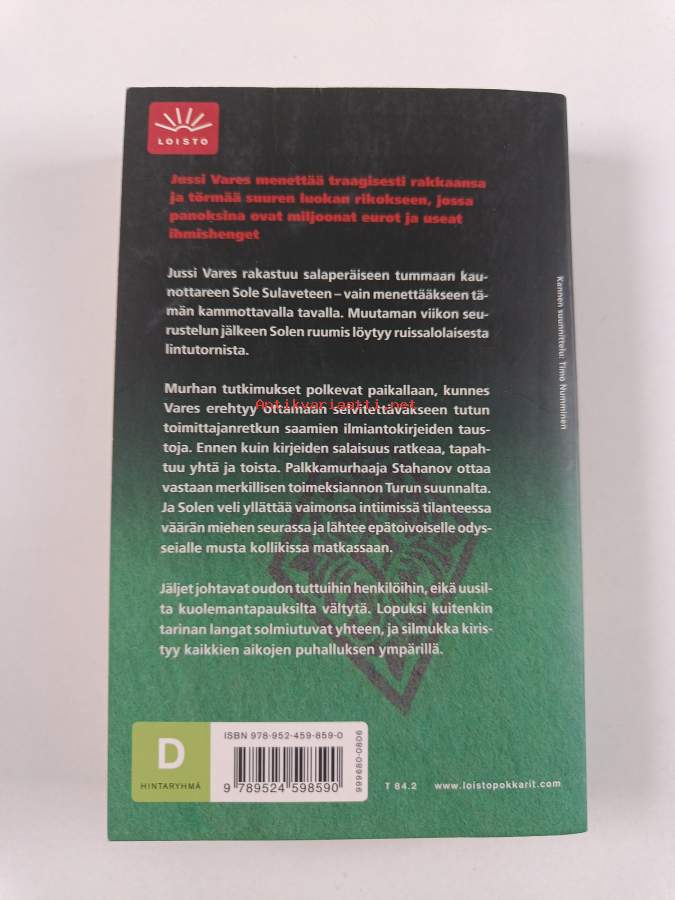 LOISTO
Jussi Vares menettää traagisesti rakkaansa
ja törmää suuren luokan rikokseen, jossa
panoksina ovat miljoonat eurot ja useat
ihmishenget
Jussi Vares rakastuu salaperäiseen tummaan kau-
nottareen Sole Sulaveteen – vain menettääkseen tä-
män kammottavalla tavalla. Muutaman viikon seu-
rustelun jälkeen Solen ruumis löytyy ruissalolaisesta
lintutornista.
Murhan tutkimukset polkevat paikallaan, kunnes
Vares erehtyy ottamaan selvitettäväkseen tutun
toimittajanretkun saamien ilmiantokirjeiden taus-
toja. Ennen kuin kirjeiden salaisuus ratkeaa, tapah-
tuu yhtä ja toista. Palkkamurhaaja Stahanov ottaa
vastaan merkillisen toimeksiannon Turun suunnalta.
Ja Solen veli yllättää vaimonsa intiimissä tilanteessa
väärän miehen seurassa ja lähtee epätoivoiselle odys-
seialle musta kollikissa matkassaan.
Jäljet johtavat oudon tuttuihin henkilöihin, eikä uusil-
ta kuolemantapauksilta vältytä. Lopuksi kuitenkin
tarinan langat solmiutuvat yhteen, ja silmukka kiris-
tyy kaikkien aikojen puhalluksen ympärillä.
Kannen suunnittelu: Timo Numminen
Antikvariaatti.net
D
HINTARYHMÄ
ISBN 978-952-459-859-0
9 789524 598590
999680-0806
T 84.2 www.loistopokkarit.com